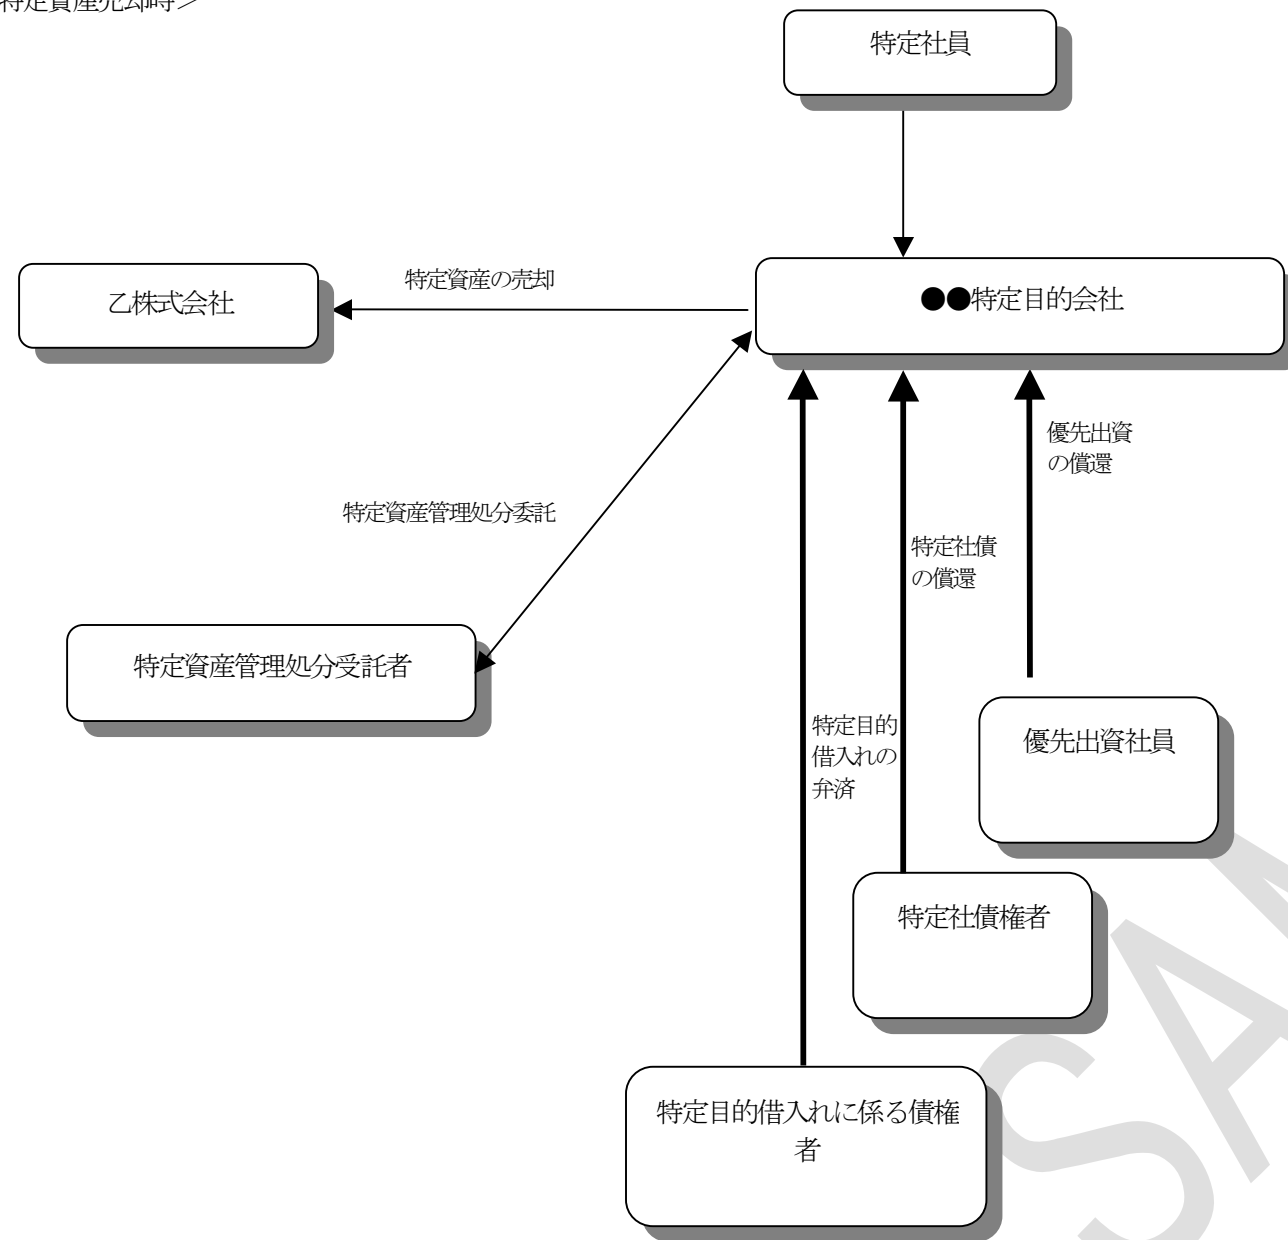 特定資産売却時＞
特定社員
乙株式会社
特定資産の売却
●●特定目的会社
優先出資
の償還
特定資産管理処分委託
特定社債
の償還
特定資産管理処分受託者
特定目的
借入れの
弁済
優先出資社員
特定社債権者
特定目的借入れに係る債権
者
SA